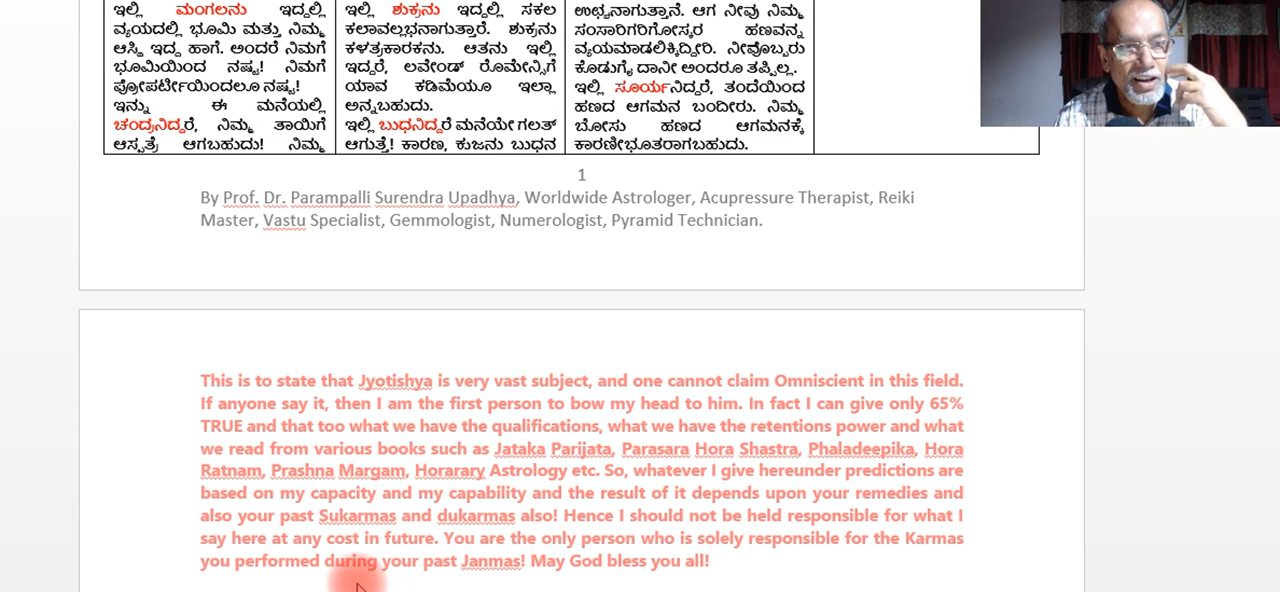 ಇಲ್ಲಿ ಮಂಗಲನು ಇದ್ದಲ್ಲಿ
ವ್ಯಯದಲ್ಲಿ ಭೂಮಿ ಮತ್ತು ನಿಮ್ಮ
ಆಸ್ತಿ ಇದ್ದ ಹಾಗೆ. ಅಂದರೆ ನಿಮಗೆ
ಭೂಮಿಯಿಂದ ನಷ್ಟ! ನಿಮಗೆ
ಪ್ರೋಪರ್ಟೀಯಿಂದಲೂ ನಷ್ಟ!
ಇನ್ನು ಈ ಮನೆಯಲ್ಲಿ
ಚಂದ್ರನಿದ್ದರೆ, ನಿಮ್ಮ ತಾಯಿಗೆ
ಆಸ್ಪತ್ರೆ ಆಗಬಹುದು! ನಿಮ್ಮ
ಇಲ್ಲಿ ಶುಕ್ರನು ಇದ್ದಲ್ಲಿ ಸಕಲ
ಕಲಾವಲ್ಲಭನಾಗುತ್ತಾರೆ. ಶುಕ್ರನು
ಕಳತ್ರಕಾರಕನು. ಆತನು ಇಲ್ಲಿ
ಇದ್ದರೆ, ಲವೇಂಡ್ ರೊಮೇನ್ಸಿಗೆ
ಯಾವ ಕಡಿಮೆಯೂ ಇಲ್ಲಾ
ಅನ್ನಬಹುದು.
ಇಲ್ಲಿ ಬುಧನಿದ್ದರೆ ಮನೆಯೇ ಗಲತ್
ಆಗುತ್ತೆ! ಕಾರಣ, ಕುಜನು ಬುಧನ
ಉಚ್ಚನಾಗುತ್ತಾನೆ. ಆಗ ನೀವು ನಿಮ್ಮ
ಸಂಸಾರಿಗರಿಗೋಸ್ಕರ ಹಣವನ್ನು
ವ್ಯಯಮಾಡಲಿಕ್ಕಿದ್ದೀರಿ. ನೀವೊಬ್ಬರು
ಕೊಡುಗೈ ದಾನೀ ಅಂದರೂ ತಪ್ಪಿಲ್ಲ.
ಇಲ್ಲಿ ಸೂರ್ಯನಿದ್ದರೆ, ತಂದೆಯಿಂದ
ಹಣದ ಆಗಮನ ಬಂದೀರು. ನಿಮ್ಮ
ಬೋಸು ಹಣದ ಆಗಮನಕ್ಕೆ
ಕಾರಣೀಭೂತರಾಗಬಹುದು.
1
By Prof. Dr. Parampalli Surendra Upadhya, Worldwide Astrologer, Acupressure Therapist, Reiki
Master, Vastu Specialist, Gemmologist, Numerologist, Pyramid Technician.
This is to state that Jyotishya is very vast subject, and one cannot claim Omniscient in this field.
If anyone say it, then I am the first person to bow my head to him. In fact I can give only 65%
TRUE and that too what we have the qualifications, what we have the retentions power and what
we read from various books such as Jataka Parijata, Parasara Hora Shastra, Phaladeepika, Hora
Ratnam, Prashna Margam, Horarary Astrology etc. So, whatever I give hereunder predictions are
based on my capacity and my capability and the result of it depends upon your remedies and
also your past Sukarmas and dukarmas also! Hence I should not be held responsible for what I
say here at any cost in future. You are the only person who is solely responsible for the Karmas
you performed during your past Janmas! May God bless you all!